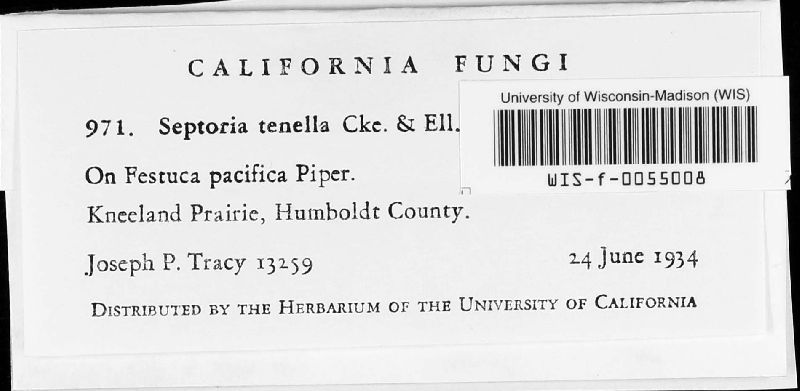 CALIFORNIA FUNGI
971. Septoria tenella Cke. & Ell.
University of Wisconsin-Madison (WIS)
WIS-f-0055008
On Festuca pacifica Piper.
Kneeland Prairie, Humboldt County.
Joseph P. Tracy 13259 24 June 1934
DISTRIBUTED BY THE HERBARIUM OF THE UNIVERSITY OF CALIFORNIA